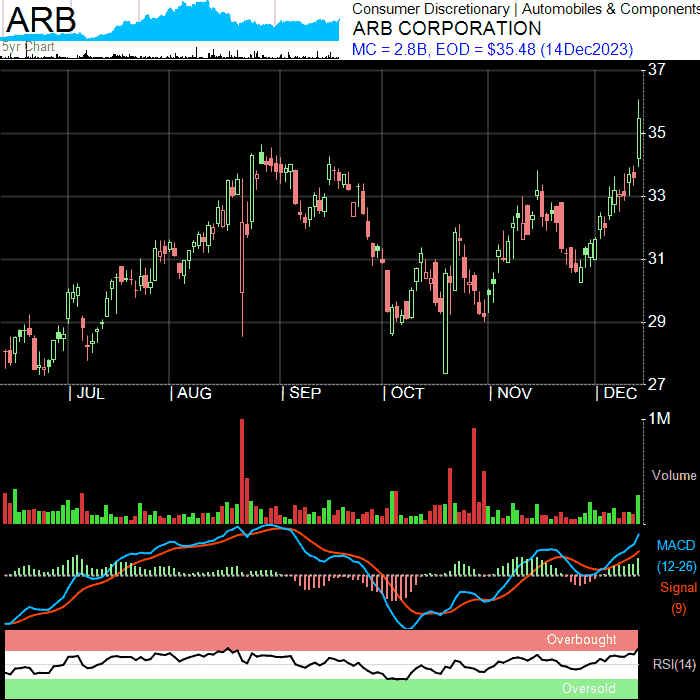 ARB
5yr Chart
Consumer Discretionary | Automobiles & Components
ARB CORPORATION
MC = 2.8B, EOD = $35.48 (14Dec2023)
37
35
33
31
29
27
JUL AUG SEP OCT NOV DEC
1M
Volume
MACD
(12-26)
Signal
(9)
Overbought
RSI(14)
Oversold